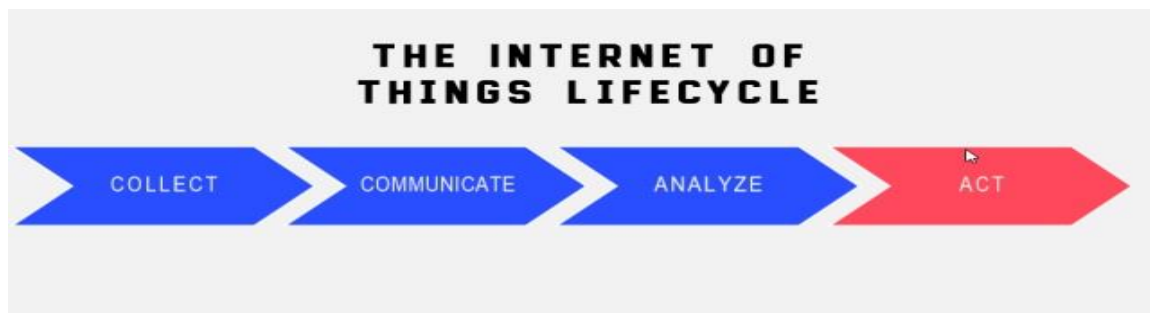 THE INTERNET OF
THINGS LIFECYCLE
COLLECT
COMMUNICATE
ANALYZE
ACT